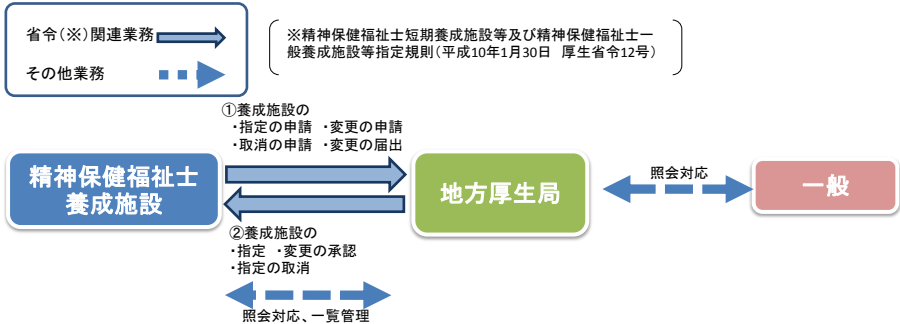 省令(※)関連業務
その他業務
※精神保健福祉士短期養成施設等及び精神保健福祉士一
般養成施設等指定規則(平成10年1月30日 厚生省令12号)
①養成施設の
・指定の申請 ・変更の申請
・取消の申請 ・変更の届出
精神保健福祉士
養成施設
地方厚生局
照会対応
一般
②養成施設の
・指定 ・変更の承認
・指定の取消
照会対応、一覧管理